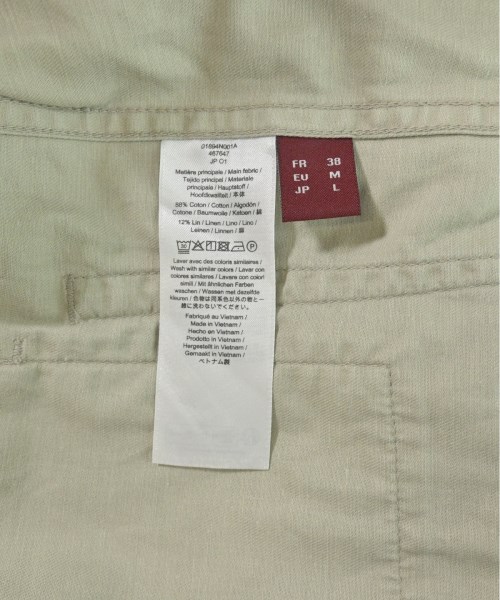 01694N001A
467647
JP O1
Matière principale / Main fabric /
Tejido principal / Materiale
principale / Hauptstoff /
Hoofdweefsel / 本体
88% Coton / Cotton / Algodón /
Cotone / Baumwolle / Katoen / 綿
12% Lin / Linen / Lino / Lino /
Leinen / Linnen / 麻
Laver avec des coloris similaires /
Wash with similar colors / Lavar con
colores similares / Lavare con colori
simili / Mit ähnlichen Farben
waschen / Wassen met dezelfde
kleuren / 色物は同系色以外の物と一
緒に洗わないでください。
Fabriqué au Vietnam /
Made in Vietnam /
Hecho en Vietnam /
Prodotto in Vietnam /
Hergestellt in Vietnam /
Gemaakt in Vietnam /
ベトナム製
FR 38
EU M
JP L